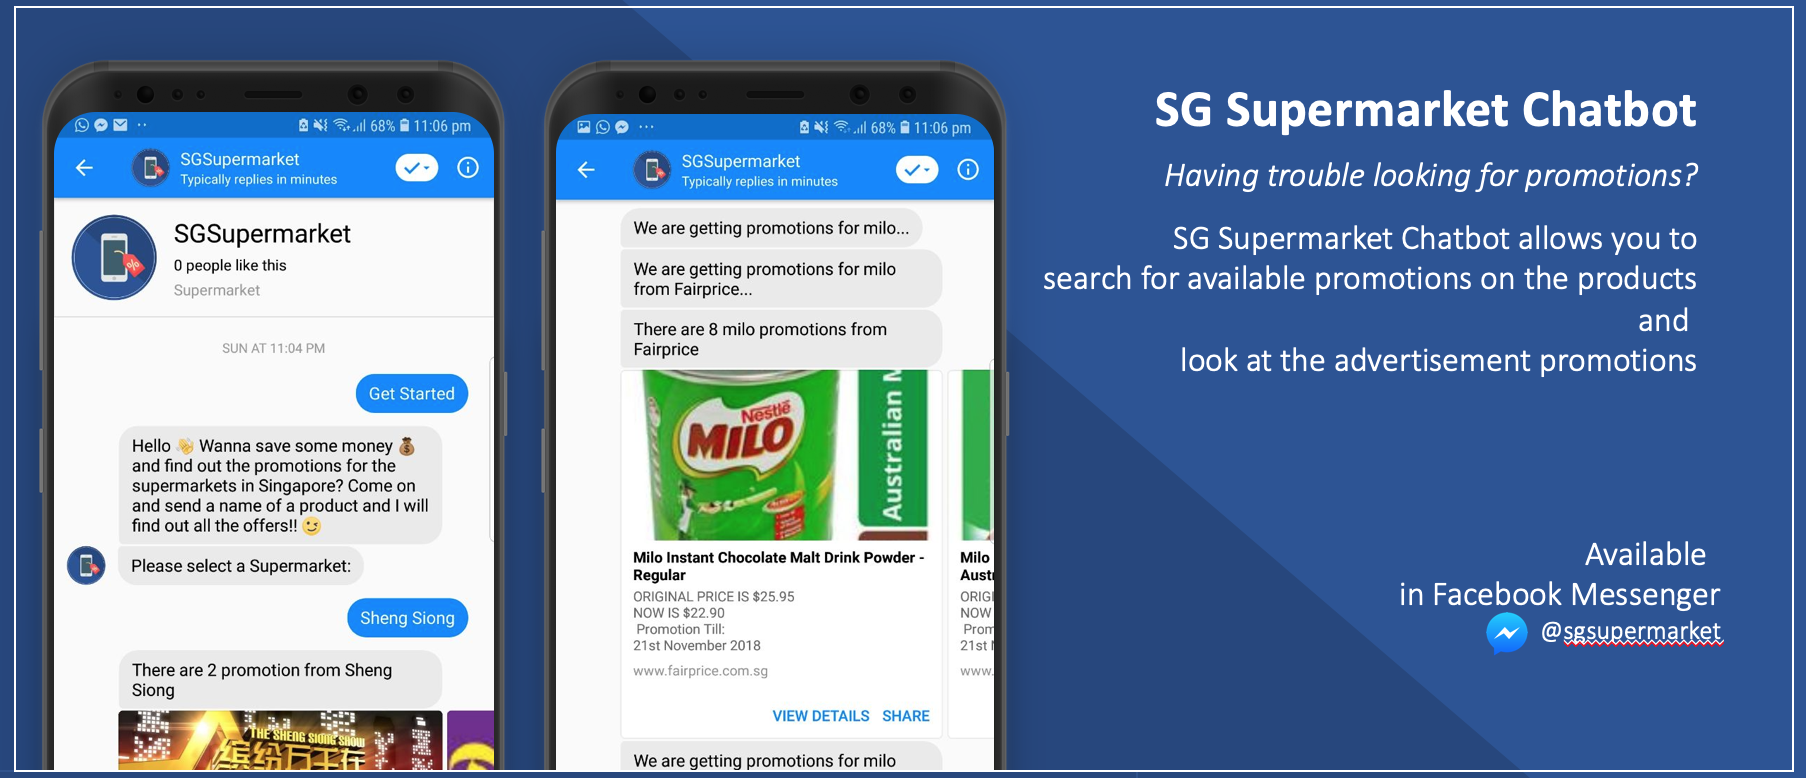 68% 11:06 pm
SGSupermarket
Typically replies in minutes
SGSupermarket
0 people like this
Supermarket
SUN AT 11:04 PM
Get Started
Hello 👋 Wanna save some money 💰
and find out the promotions for the
supermarkets in Singapore? Come on
and send a name of a product and I will
find out all the offers!! 😉
Please select a Supermarket:
Sheng Siong
There are 2 promotion from Sheng
Siong
THE SHENG SIONG SHOW
68% 11:06 pm
SGSupermarket
Typically replies in minutes
We are getting promotions for milo...
We are getting promotions for milo
from Fairprice...
There are 8 milo promotions from
Fairprice
Nestlé
MILO
Australian M
Milo Instant Chocolate Malt Drink Powder -
Regular
ORIGINAL PRICE IS $25.95
NOW IS $22.90
Promotion Till:
21st November 2018
www.fairprice.com.sg
VIEW DETAILS SHARE
Milo
Austr
ORIGI
NOW
Prom
21st N
www.
We are getting promotions for milo
SG Supermarket Chatbot
Having trouble looking for promotions?
SG Supermarket Chatbot allows you to
search for available promotions on the products
and
look at the advertisement promotions
Available
in Facebook Messenger
@sgsupermarket